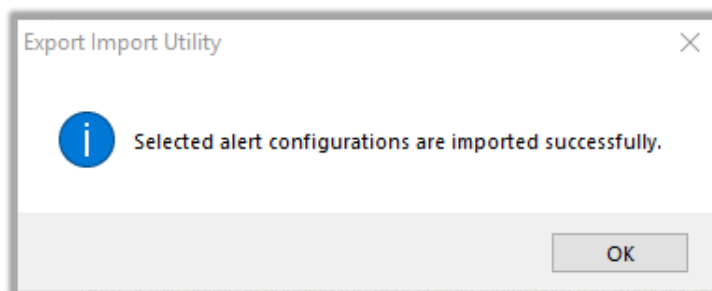 Export Import Utility
Selected alert configurations are imported successfully.
OK